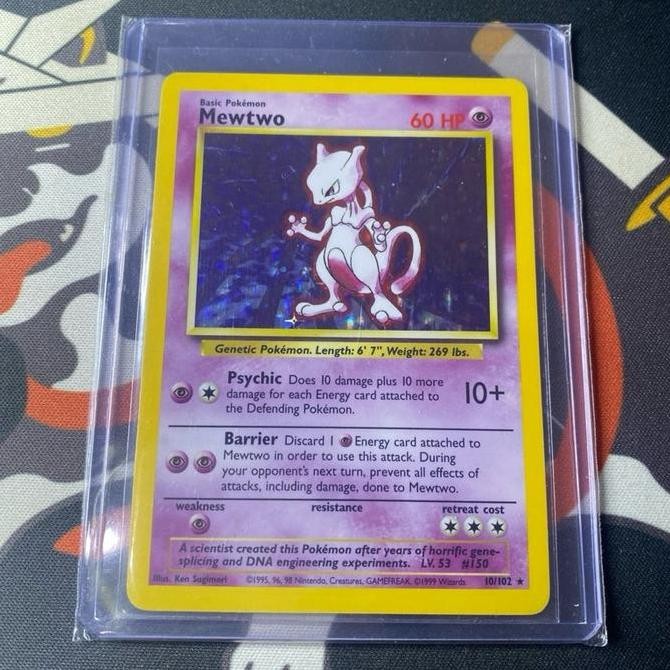 Basic Pokémon
Mewtwo 60 HP
Genetic Pokémon. Length: 6' 7", Weight: 269 lbs.
Psychic Does 10 damage plus 10 more
damage for each Energy card attached to
the Defending Pokémon.
10+
Barrier Discard 1 Energy card attached to
Mewtwo in order to use this attack. During
your opponent's next turn, prevent all effects of
attacks, including damage, done to Mewtwo.
weakness resistance retreat cost
A scientist created this Pokémon after years of horrific gene-
splicing and DNA engineering experiments. LV. 53 #150
Illus. Ken Sugimori ©1995, 96, 98 Nintendo, Creatures, GAMEFREAK. ©1999 Wizards 10/102